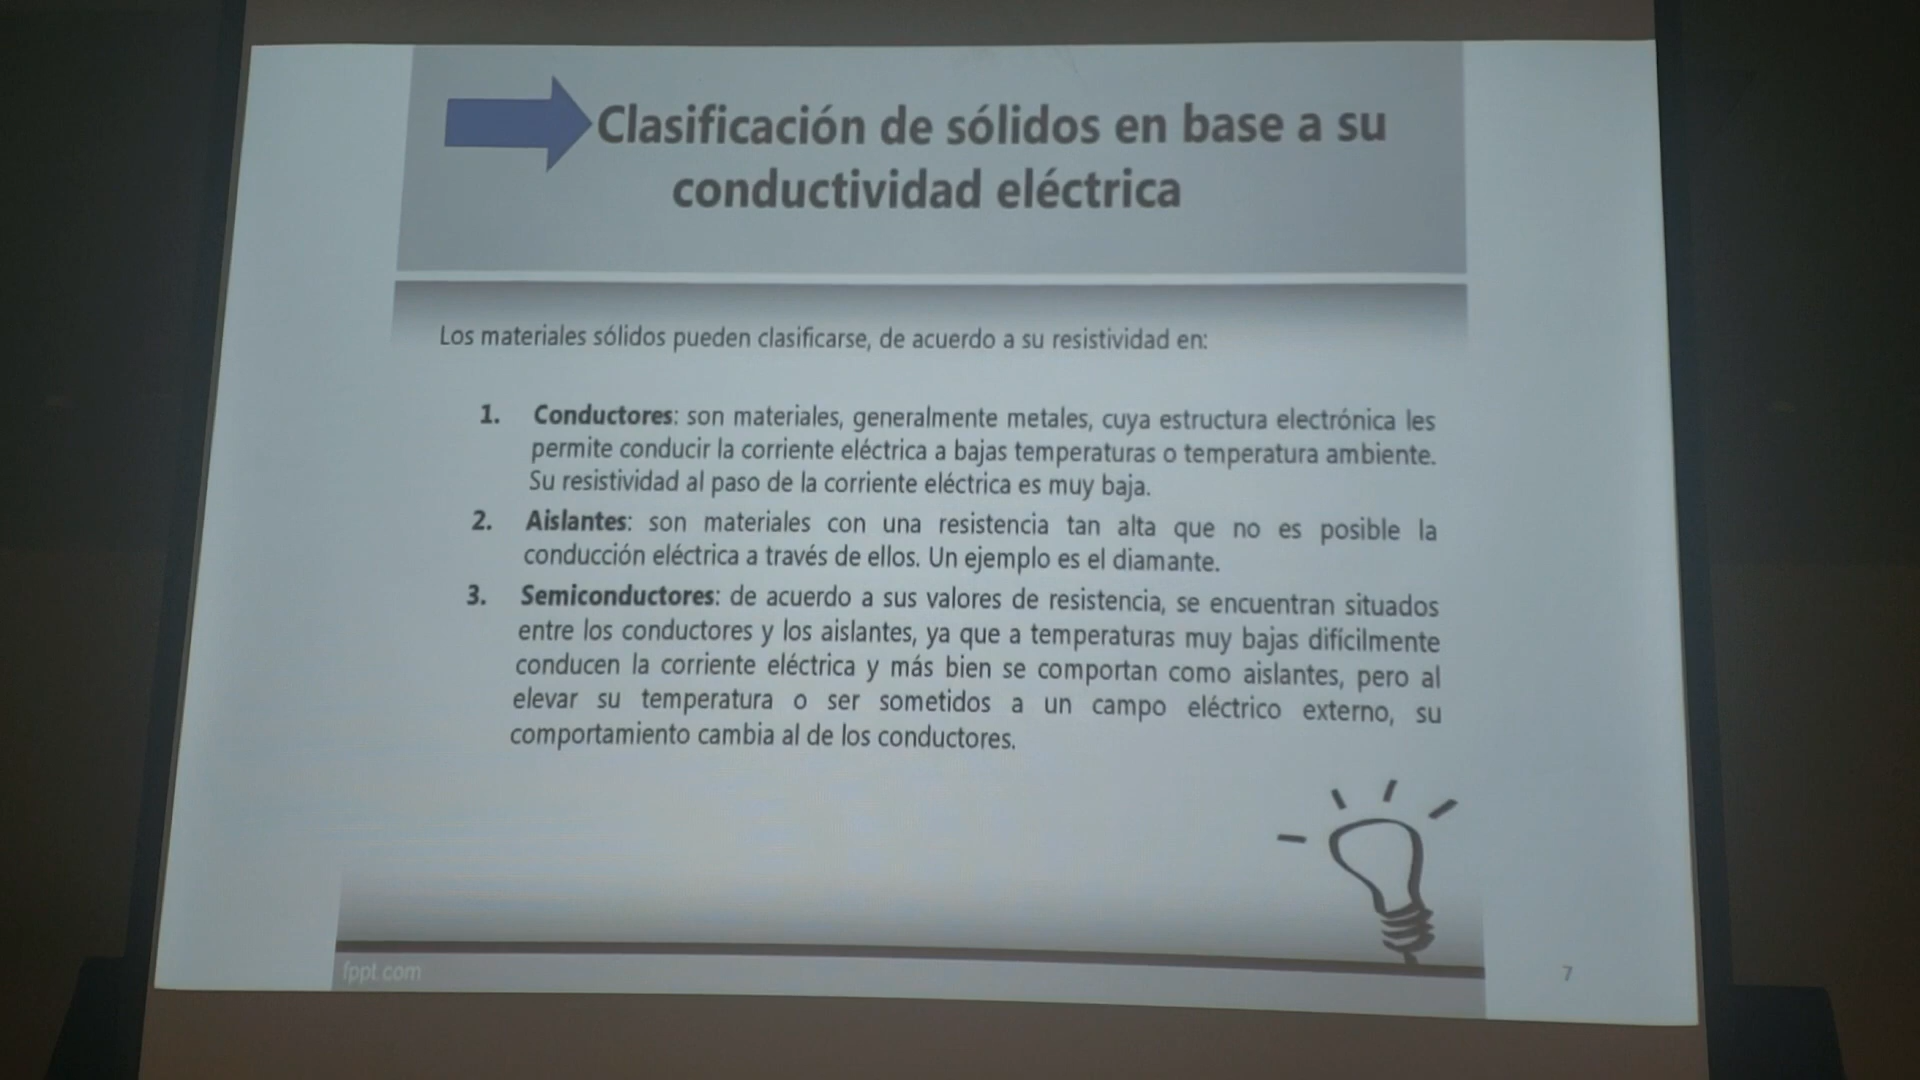 Clasificación de sólidos en base a su
conductividad eléctrica
Los materiales sólidos pueden clasificarse, de acuerdo a su resistividad en:
1. Conductores: son materiales, generalmente metales, cuya estructura electrónica les
permite conducir la corriente eléctrica a bajas temperaturas o temperatura ambiente.
Su resistividad al paso de la corriente eléctrica es muy baja.
2. Aislantes: son materiales con una resistencia tan alta que no es posible la
conducción eléctrica a través de ellos. Un ejemplo es el diamante.
3. Semiconductores: de acuerdo a sus valores de resistencia, se encuentran situados
entre los conductores y los aislantes, ya que a temperaturas muy bajas difícilmente
conducen la corriente eléctrica y más bien se comportan como aislantes, pero al
elevar su temperatura o ser sometidos a un campo eléctrico externo, su
comportamiento cambia al de los conductores.
fppt.com
7